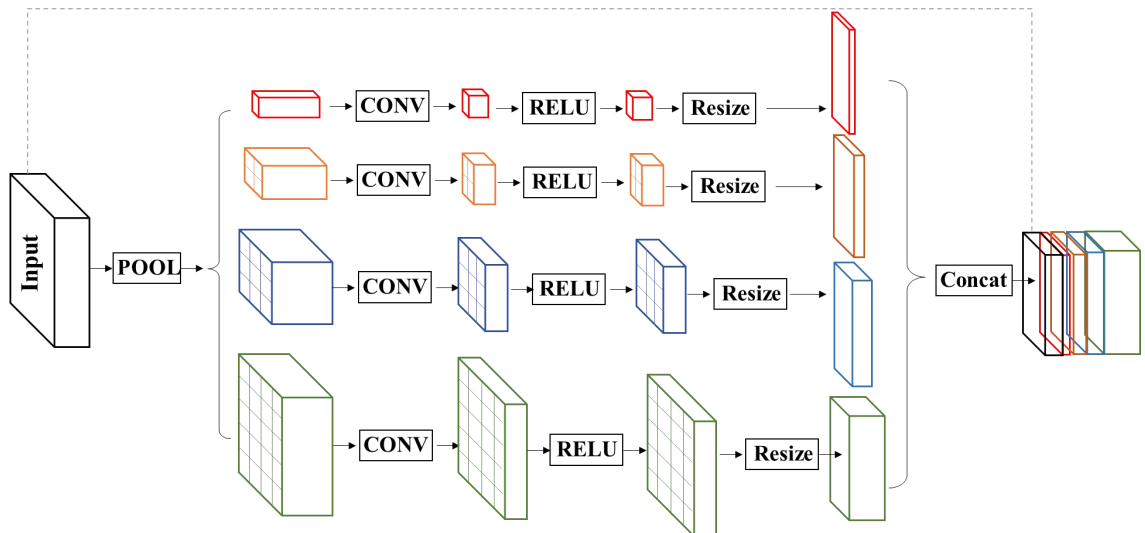 Input
POOL
CONV
RELU
Resize
CONV
RELU
Resize
CONV
RELU
Resize
CONV
RELU
Resize
Concat